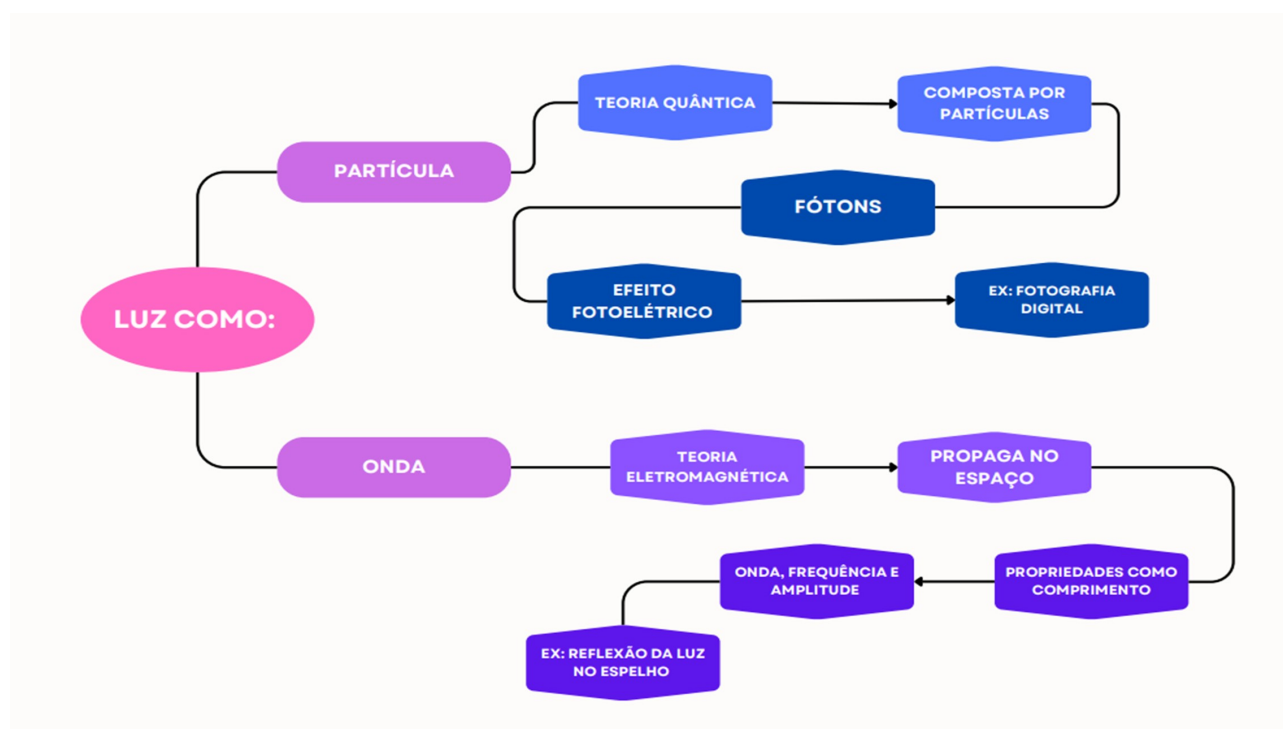 LUZ COMO:
PARTÍCULA
TEORIA QUÂNTICA
COMPOSTA POR
PARTÍCULAS
FÓTONS
EFEITO
FOTOELÉTRICO
EX: FOTOGRAFIA
DIGITAL
ONDA
TEORIA
ELETROMAGNÉTICA
PROPAGA NO
ESPAÇO
PROPRIEDADES COMO
COMPRIMENTO
ONDA, FREQUÊNCIA E
AMPLITUDE
EX: REFLEXÃO DA LUZ
NO ESPELHO